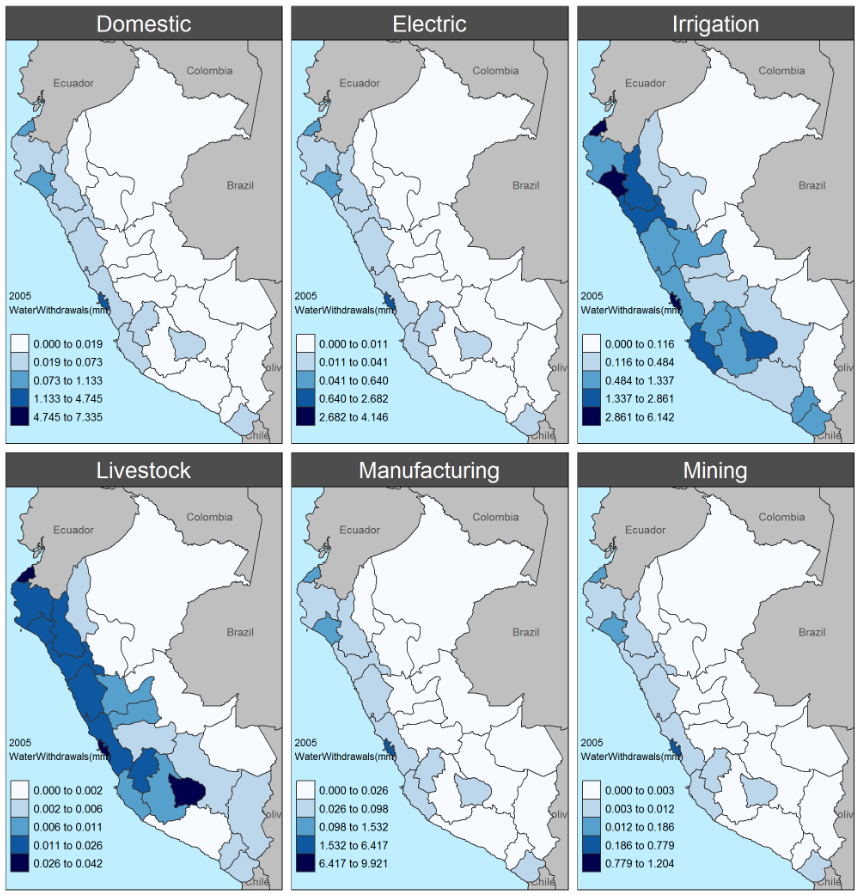 Domestic
Colombia
Ecuador
Brazil
2005
WaterWithdrawals(mm
0.000 to 0.019
0.019 to 0.073
0.073 to 1.133
1.133 to 4.745
4.745 to 7.335
Chile
Electric
Colombia
Ecuador
Brazil
2005
WaterWithdrawals(mm
0.000 to 0.011
0.011 to 0.041
0.041 to 0.640
0.640 to 2.682
2.682 to 4.146
Chile
Irrigation
Colombia
Ecuador
Brazil
2005
WaterWithdrawals(mm
0.000 to 0.116
0.116 to 0.484
0.484 to 1.337
1.337 to 2.861
2.861 to 6.142
oliv
Chile
Livestock
Colombia
Ecuador
Brazil
2005
WaterWithdrawals(mm
0.000 to 0.002
0.002 to 0.006
0.006 to 0.011
0.011 to 0.026
0.026 to 0.042
oliv
Chile
Manufacturing
Colombia
Ecuador
Brazil
2005
WaterWithdrawals(mm
0.000 to 0.026
0.026 to 0.098
0.098 to 1.532
1.532 to 6.417
6.417 to 9.921
oliv
Chile
Mining
Colombia
Ecuador
Brazil
2005
WaterWithdrawals(mm
0.000 to 0.003
0.003 to 0.012
0.012 to 0.186
0.186 to 0.779
0.779 to 1.204
oliv
Chile